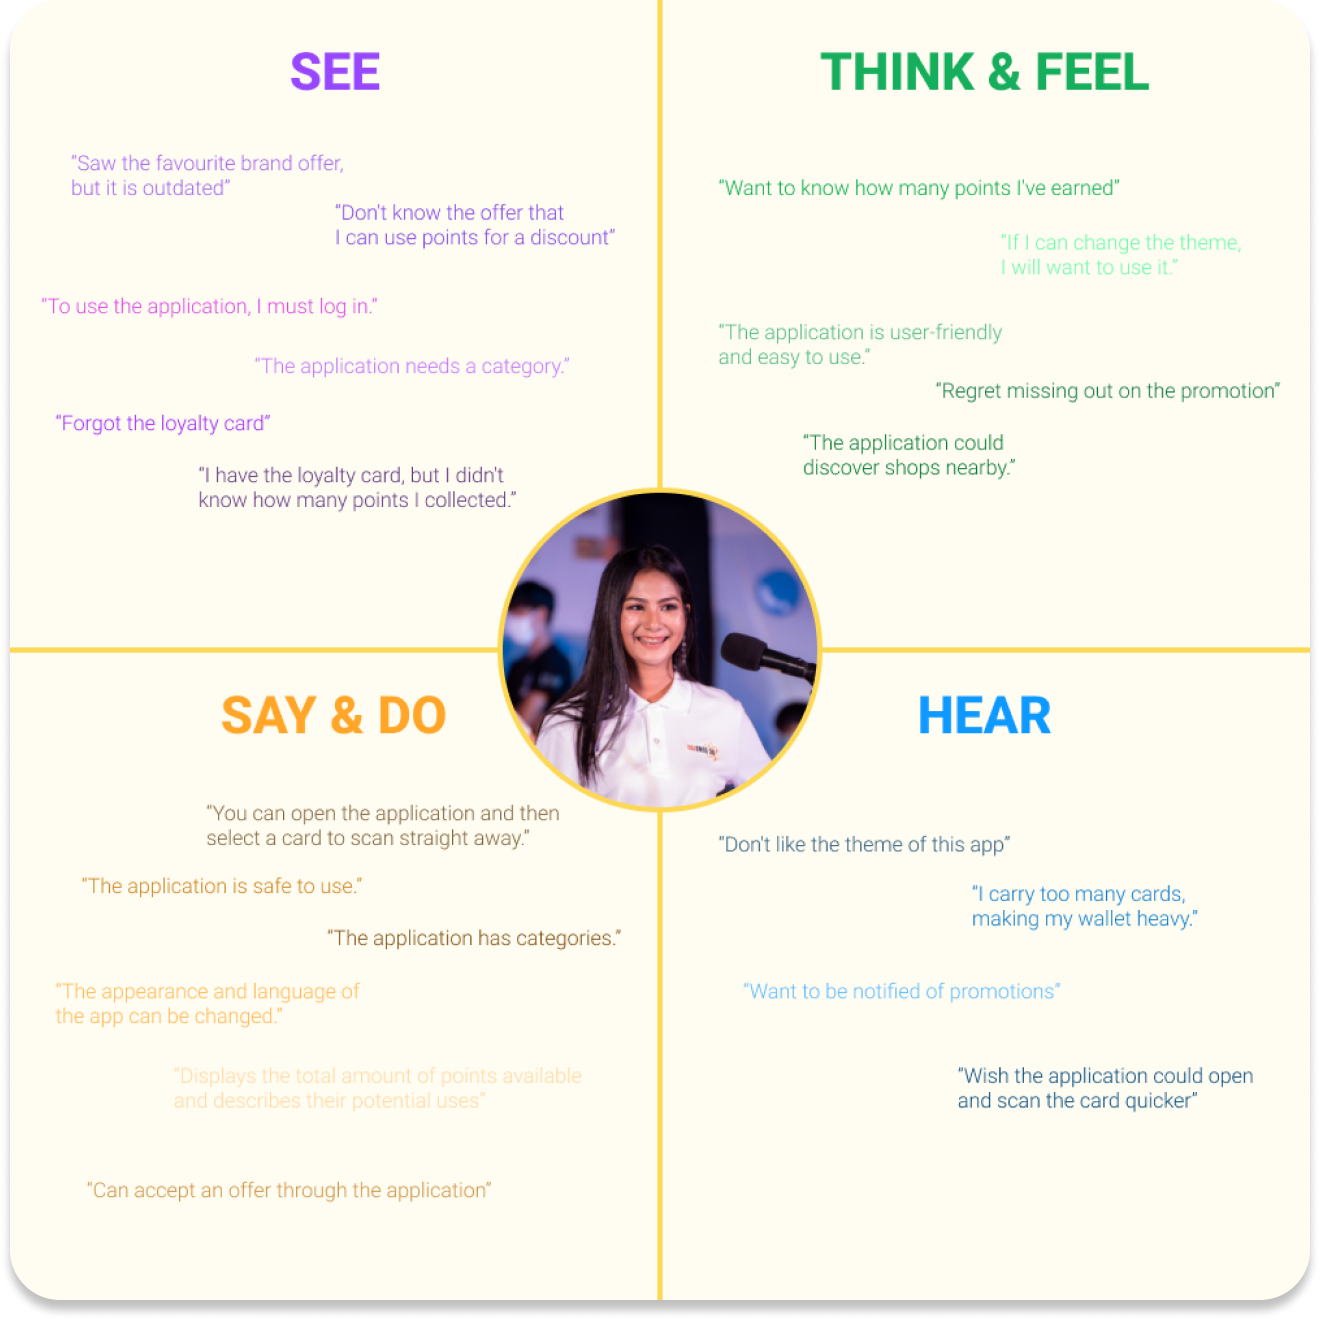 SEE
“Saw the favourite brand offer,
but it is outdated”
“Don't know the offer that
I can use points for a discount”
“To use the application, I must log in.”
“The application needs a category.”
“Forgot the loyalty card”
“I have the loyalty card, but I didn't
know how many points I collected.”
THINK & FEEL
“Want to know how many points I've earned”
“If I can change the theme,
I will want to use it.”
“The application is user-friendly
and easy to use.”
“Regret missing out on the promotion”
“The application could
discover shops nearby.”
SAY & DO
“You can open the application and then
select a card to scan straight away.”
“The application is safe to use.”
“The application has categories.”
“The appearance and language of
the app can be changed.”
“Displays the total amount of points available
and describes their potential uses”
“Can accept an offer through the application”
HEAR
“Don't like the theme of this app”
“I carry too many cards,
making my wallet heavy.”
“Want to be notified of promotions”
“Wish the application could open
and scan the card quicker”